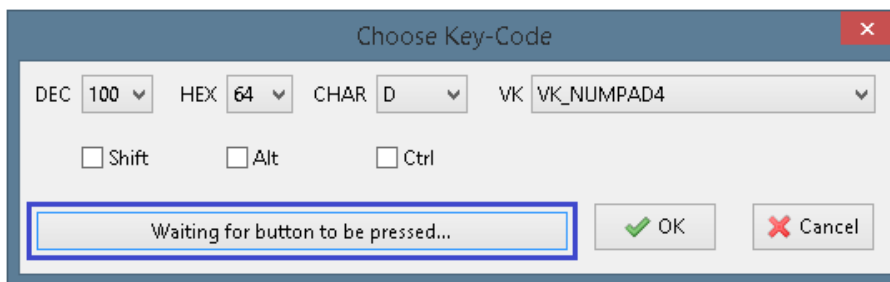 Choose Key-Code
DEC 100 HEX 64 CHAR D VK VK_NUMPAD4
Shift Alt Ctrl
Waiting for button to be pressed... OK Cancel